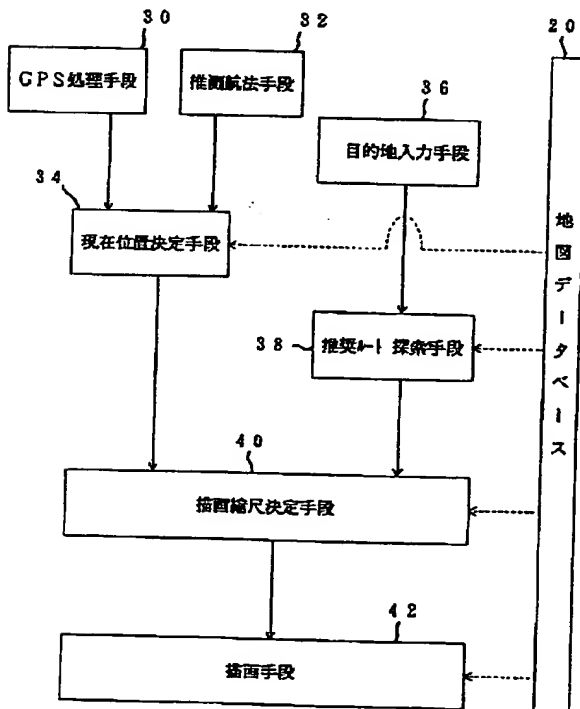 30
32
20
GPS処理手段
推測航法手段
36
目的地入力手段
34
現在位置決定手段
地図データベース
38
推奨ルート探索手段
40
描画縮尺決定手段
42
描画手段